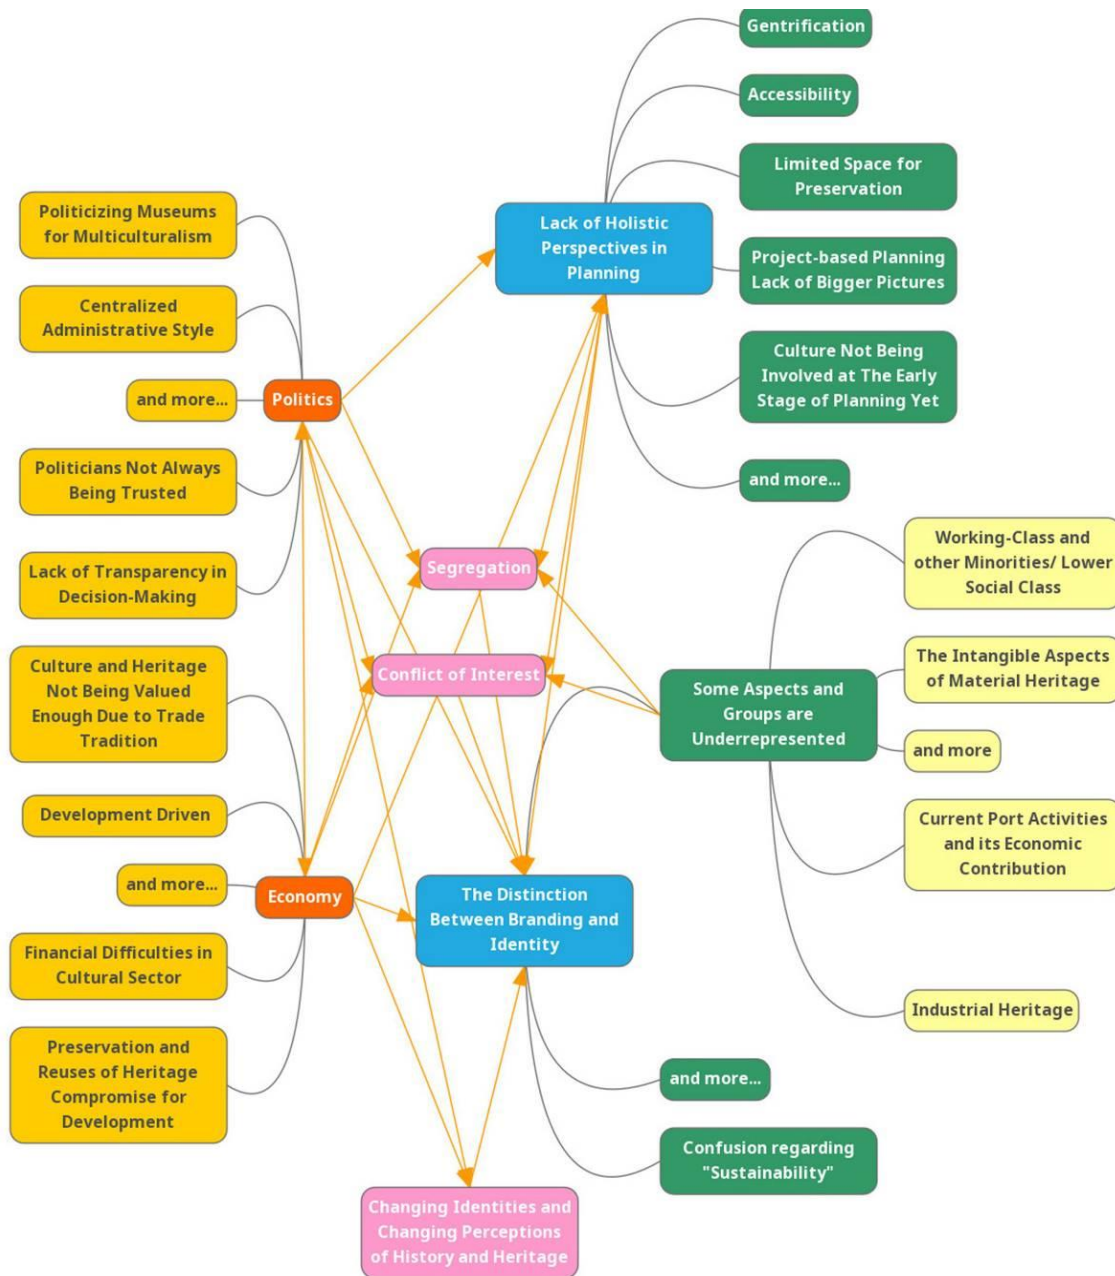 Gentrification
Accessibility
Limited Space for
Preservation
Politicizing Museums
for Multiculturalism
Lack of Holistic
Perspectives in
Planning
Project-based Planning
Lack of Bigger Pictures
Centralized
Administrative Style
Culture Not Being
Involved at The Early
Stage of Planning Yet
and more...
Politics
Politicians Not Always
Being Trusted
and more...
Segregation
Lack of Transparency in
Decision-Making
Working-Class and
other Minorities/ Lower
Social Class
Conflict of Interest
Culture and Heritage
Not Being Valued
Enough Due to Trade
Tradition
Some Aspects and
Groups are
Underrepresented
The Intangible Aspects
of Material Heritage
and more
Development Driven
Current Port Activities
and its Economic
Contribution
and more...
Economy
The Distinction
Between Branding and
Identity
Financial Difficulties in
Cultural Sector
Industrial Heritage
Preservation and
Reuses of Heritage
Compromise for
Development
and more...
Confusion regarding
"Sustainability"
Changing Identities and
Changing Perceptions
of History and Heritage